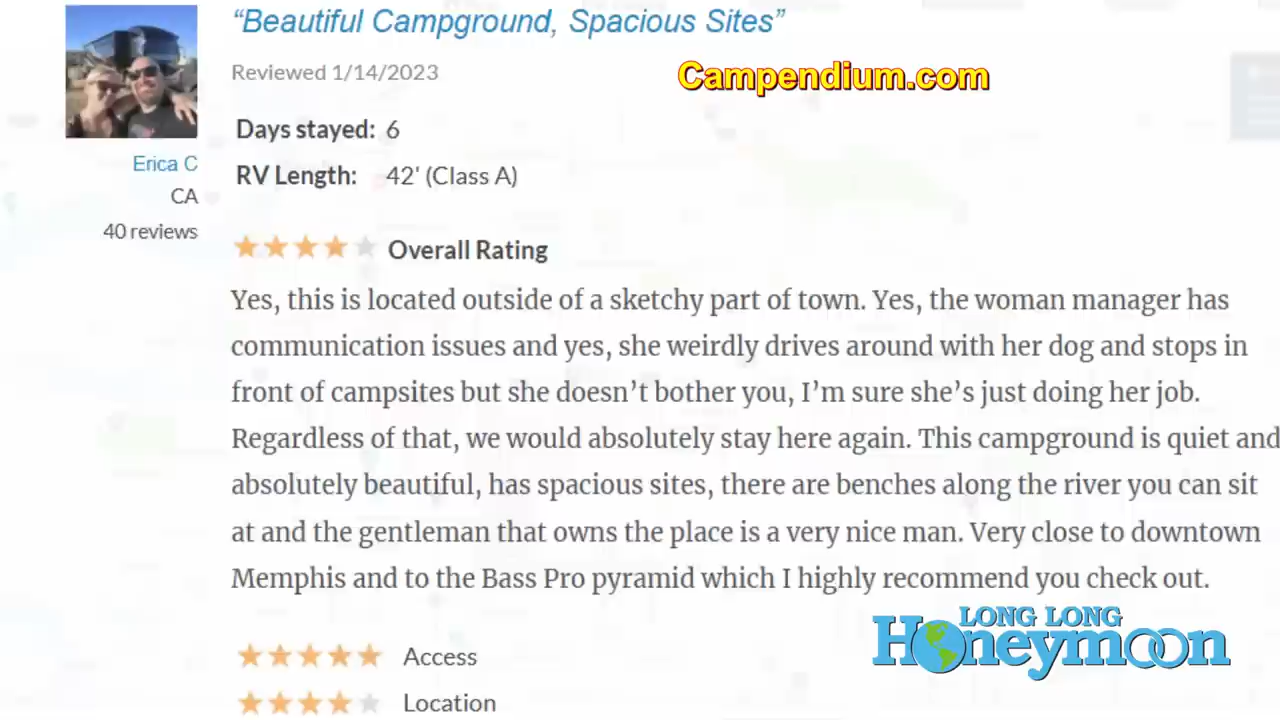 “Beautiful Campground, Spacious Sites”
Reviewed 1/14/2023
Campendium.com
Days stayed: 6
Erica C
RV Length: 42' (Class A)
CA
40 reviews
Overall Rating
Yes, this is located outside of a sketchy part of town. Yes, the woman manager has
communication issues and yes, she weirdly drives around with her dog and stops in
front of campsites but she doesn’t bother you, I’m sure she’s just doing her job.
Regardless of that, we would absolutely stay here again. This campground is quiet and
absolutely beautiful, has spacious sites, there are benches along the river you can sit
at and the gentleman that owns the place is a very nice man. Very close to downtown
Memphis and to the Bass Pro pyramid which I highly recommend you check out.
LONG LONG
Honeymoon
Access
Location